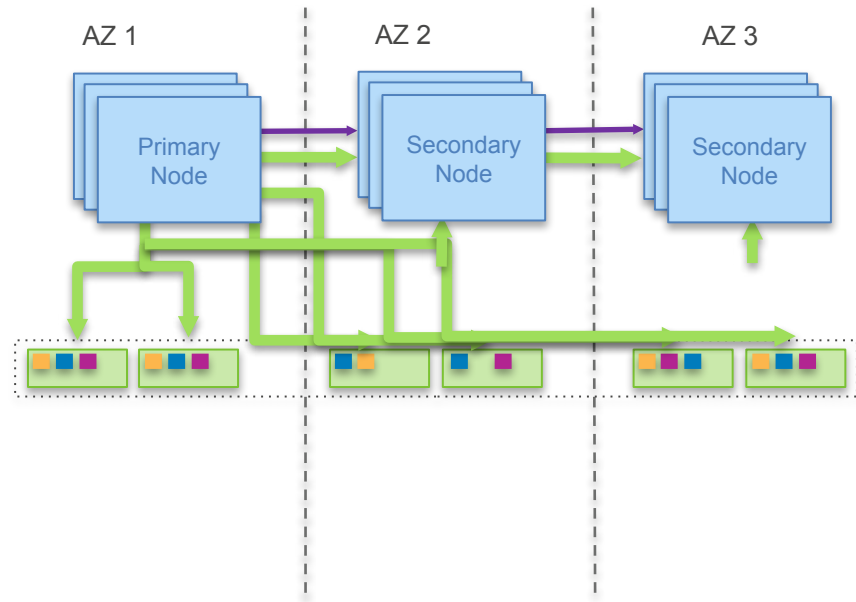 AZ 1
AZ 2
AZ 3
Primary
Node
Secondary
Node
Secondary
Node